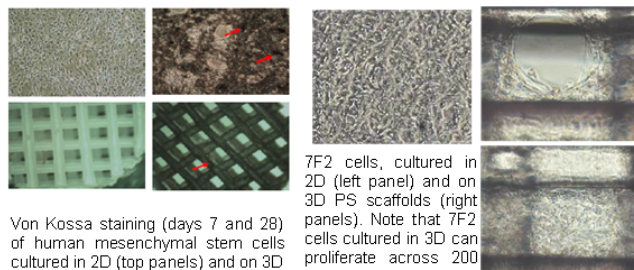 Von Kossa staining (days 7 and 28)
of human mesenchymal stem cells
cultured in 2D (top panels) and on 3D
7F2 cells, cultured in
2D (left panel) and on
3D PS scaffolds (right
panels). Note that 7F2
cells cultured in 3D can
proliferate across 200